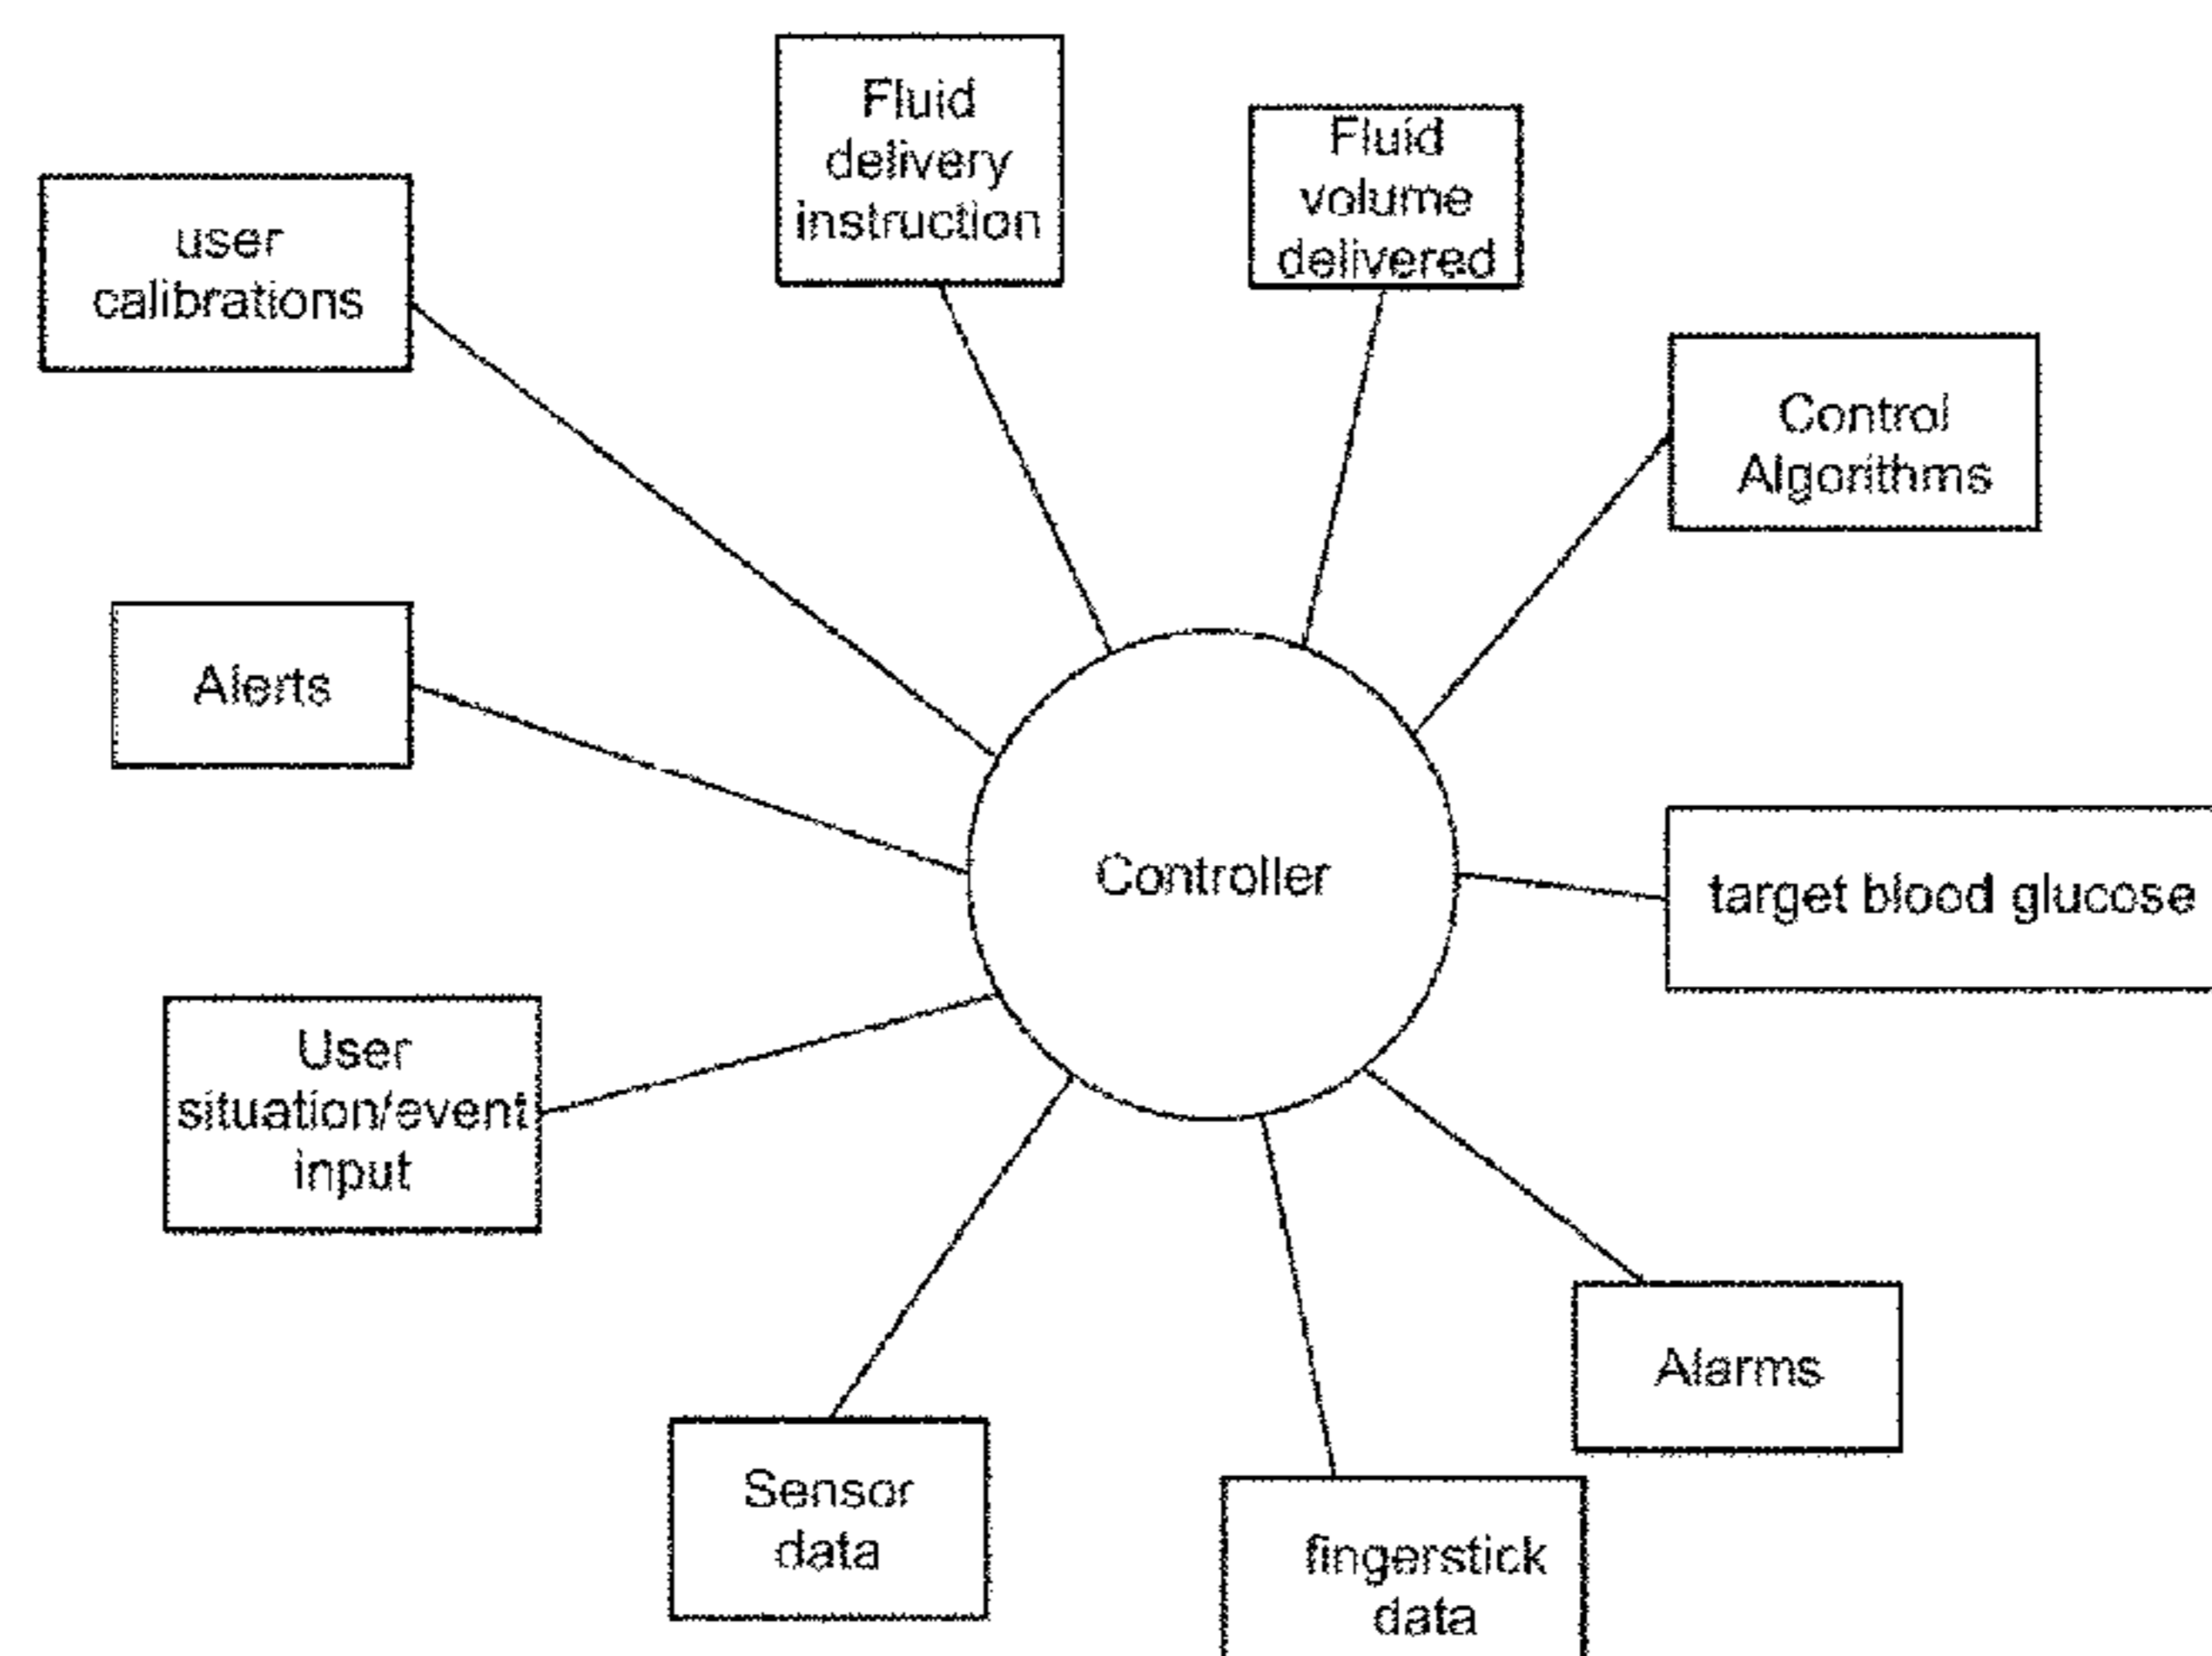 Fluid
delivery
instruction
Fluid
volume
delivered
user
calibrations
Control
Algorithms
Alerts
Controller
target blood glucose
User
situation/event
input
Alarms
Sensor
data
fingerstick
data